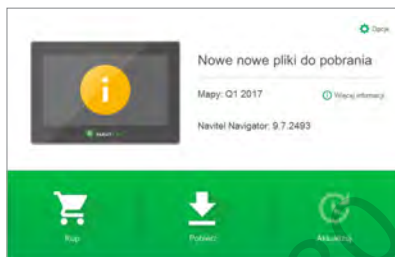 Opcje
Nowe nowe pliki do pobrania
Mapy: Q1 2017
Więcej informacji
Navitel Navigator: 9.7.2493
NAVITEL
Kup
Pobierz
Aktualizuj